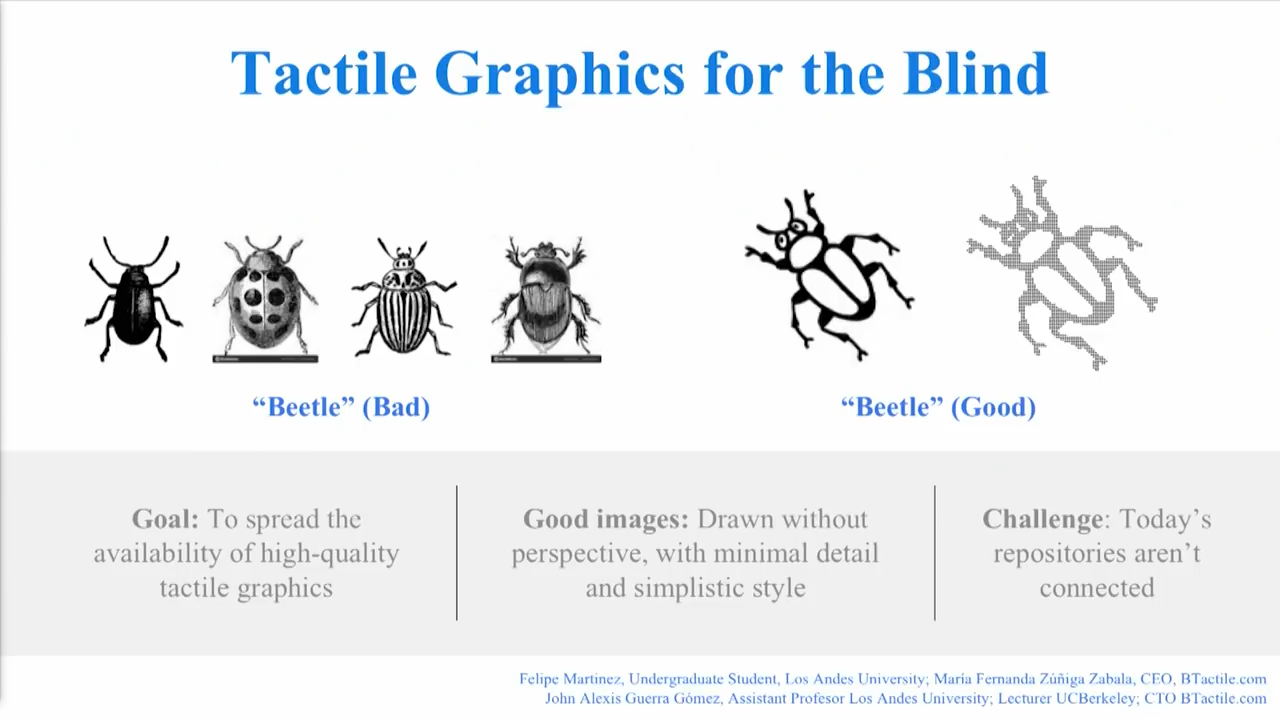 Tactile Graphics for the Blind
“Beetle” (Bad)
“Beetle” (Good)
Goal: To spread the
availability of high-quality
tactile graphics
Good images: Drawn without
perspective, with minimal detail
and simplistic style
Challenge: Today’s
repositories aren’t
connected
Felipe Martinez, Undergraduate Student, Los Andes University; María Fernanda Zúñiga Zabala, CEO, BTactile.com
John Alexis Guerra Gómez, Assistant Profesor Los Andes University; Lecturer UCBerkeley; CTO BTactile.com